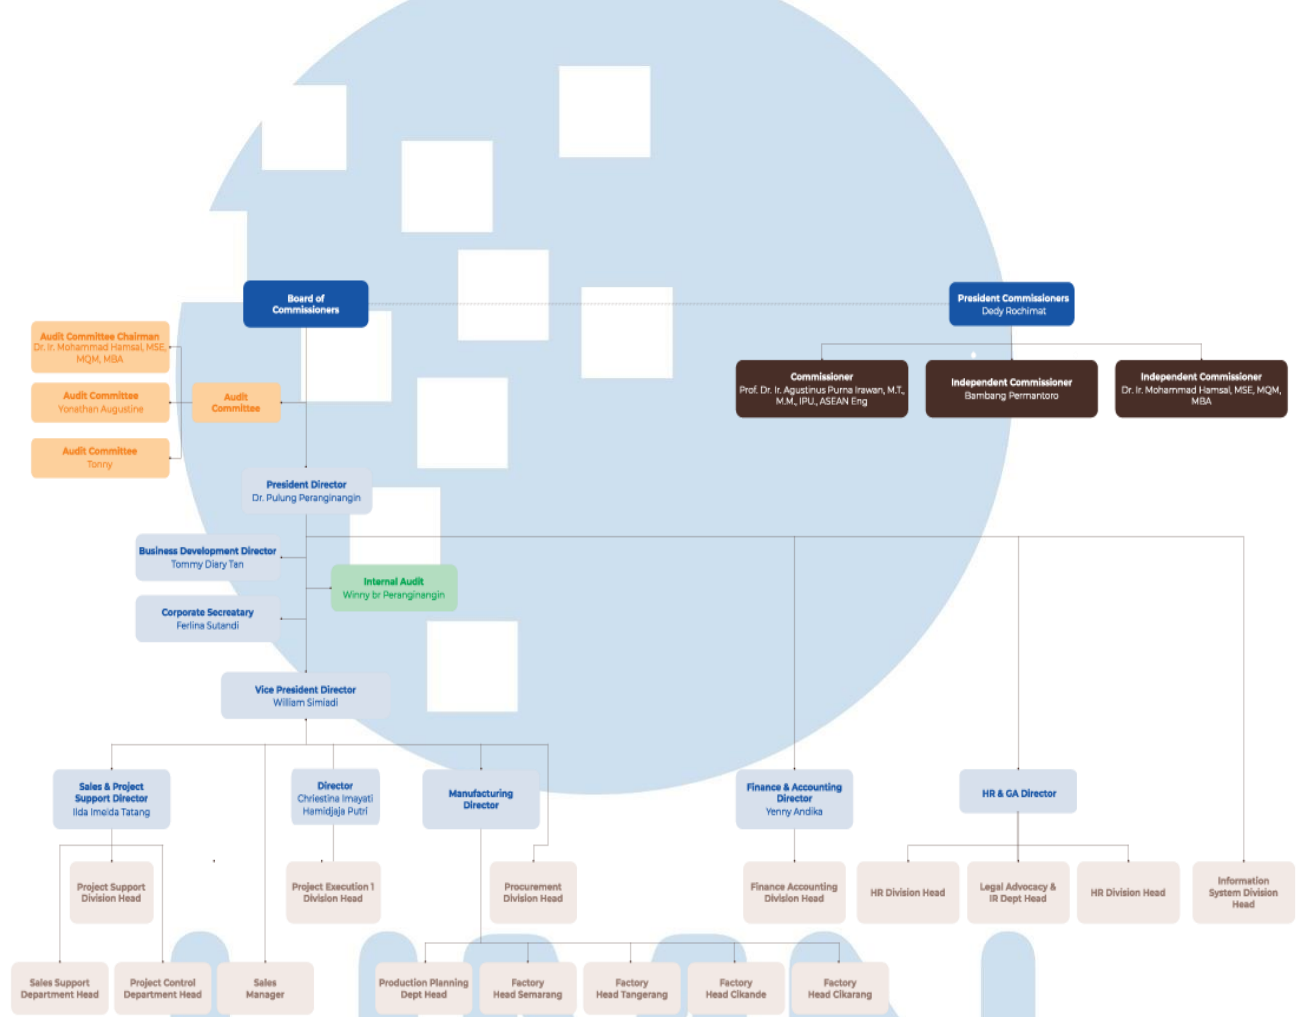 Board of
Commissioners
President Commissioners
Dedy Rochimat
Audit Committee Chairman
Dr. Ir. Mohammad Hamsal, MSE,
MQM, MBA
Audit Committee
Yonathan Augustine
Audit Committee
Tonny
Audit
Committee
Commissioner
Prof. Dr. Ir. Agustinus Purna Irawan, M.T.,
M.M., IPU., ASEAN Eng
Independent Commissioner
Bambang Permantoro
Independent Commissioner
Dr. Ir. Mohammad Hamsal, MSE, MQM,
MBA
President Director
Dr. Pulung Peranginangin
Business Development Director
Tommy Diary Tan
Internal Audit
Winny br Peranginangin
Corporate Secreatary
Ferlina Sutandi
Vice President Director
William Simiadi
Sales & Project
Support Director
Ilda Imelda Tatang
Director
Chriestina Imayati
Hamidjaja Putri
Manufacturing
Director
Finance & Accounting
Director
Yenny Andika
HR & GA Director
Project Support
Division Head
Project Execution 1
Division Head
Procurement
Division Head
Finance Accounting
Division Head
HR Division Head
Legal Advocacy &
IR Dept Head
HR Division Head
Information
System Division
Head
Sales Support
Department Head
Project Control
Department Head
Sales
Manager
Production Planning
Dept Head
Factory
Head Semarang
Factory
Head Tangerang
Factory
Head Cikande
Factory
Head Cikarang